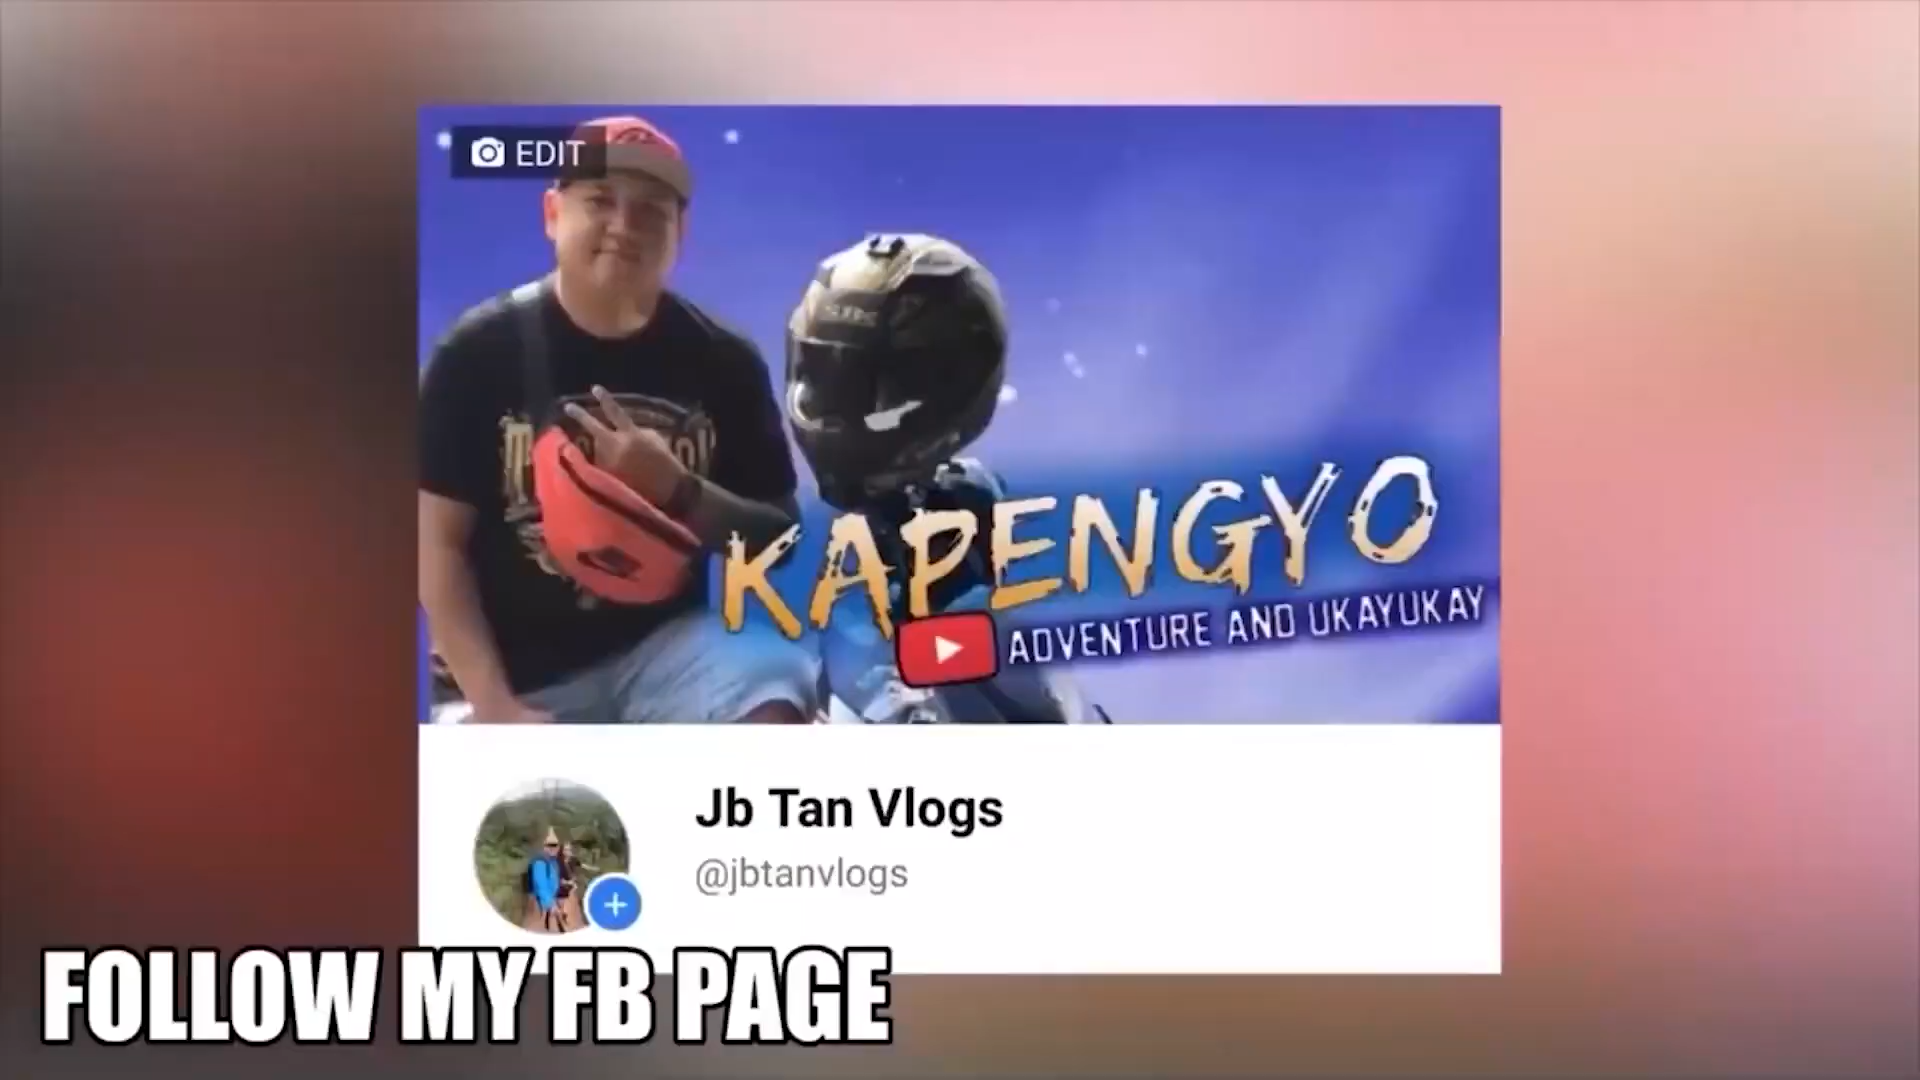 EDIT
KAPENGYO
ADVENTURE AND UKAYUKAY
Jb Tan Vlogs
@jbtanvlogs
FOLLOW MY FB PAGE